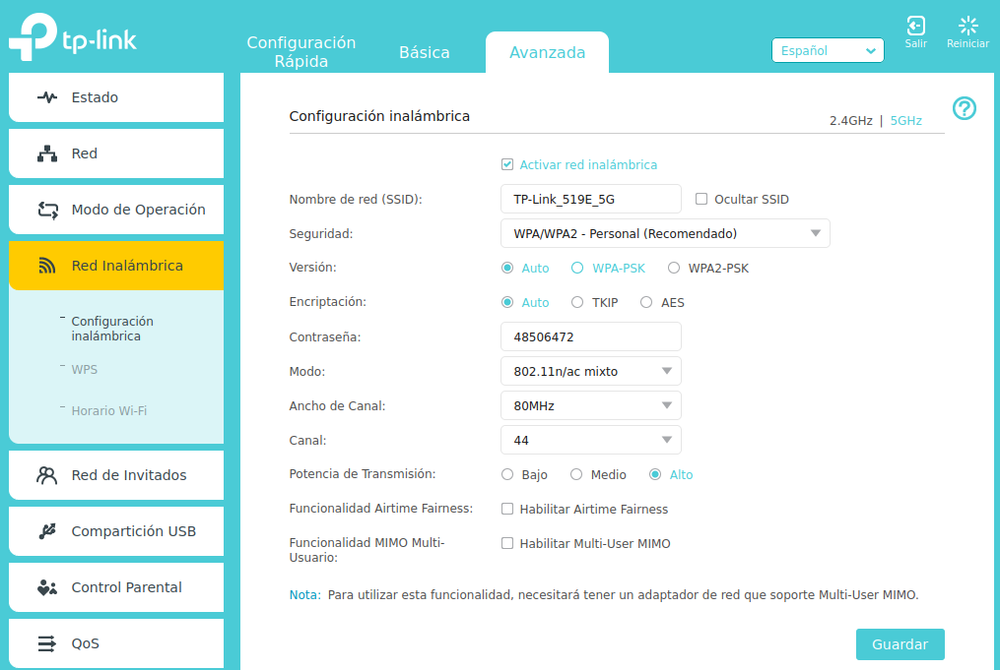 tp-link
Configuración
Rápida
Básica
Avanzada
Español
Salir
Reiniciar
Estado
Red
Modo de Operación
Red Inalámbrica
- Configuración
inalámbrica
- WPS
- Horario Wi-Fi
Red de Invitados
Compartición USB
Control Parental
QoS
Configuración inalámbrica
2.4GHz | 5GHz
?
Activar red inalámbrica
Nombre de red (SSID): TP-Link_519E_5G Ocultar SSID
Seguridad: WPA/WPA2 - Personal (Recomendado)
Versión: Auto WPA-PSK WPA2-PSK
Encriptación: Auto TKIP AES
Contraseña: 48506472
Modo: 802.11n/ac mixto
Ancho de Canal: 80MHz
Canal: 44
Potencia de Transmisión: Bajo Medio Alto
Funcionalidad Airtime Fairness: Habilitar Airtime Fairness
Funcionalidad MIMO Multi-
Usuario:
Habilitar Multi-User MIMO
Nota: Para utilizar esta funcionalidad, necesitará tener un adaptador de red que soporte Multi-User MIMO.
Guardar